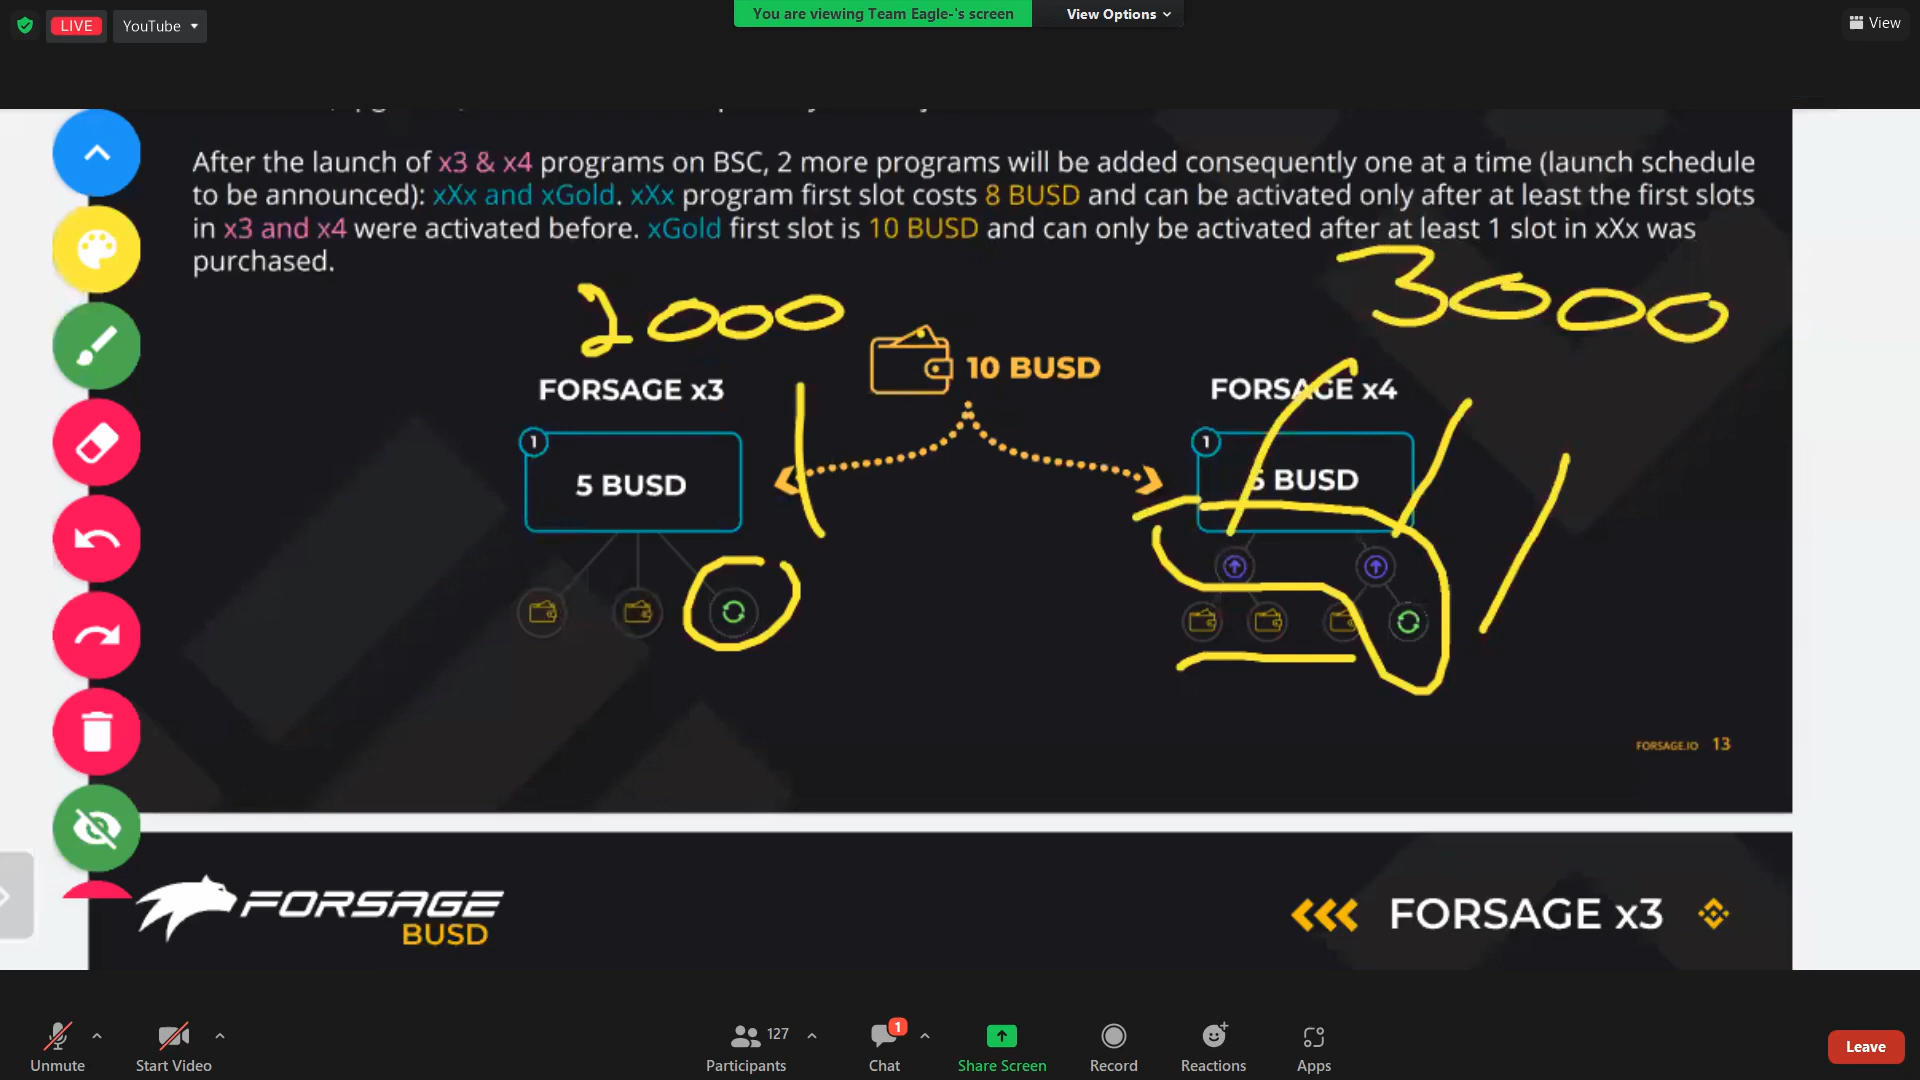 LIVE
YouTube
You are viewing Team Eagle-'s screen
View Options
View
After the launch of x3 & x4 programs on BSC, 2 more programs will be added consequently one at a time (launch schedule
to be announced): xXx and xGold. xXx program first slot costs 8 BUSD and can be activated only after at least the first slots
in x3 and x4 were activated before. xGold first slot is 10 BUSD and can only be activated after at least 1 slot in xXx was
purchased.
2000
3000
10 BUSD
FORSAGE x3
FORSAGE x4
1
5 BUSD
1
5 BUSD
FORSAGE.IO 13
FORSAGE
BUSD
FORSAGE x3
Unmute
Start Video
127
Participants
1
Chat
Share Screen
Record
Reactions
Apps
Leave